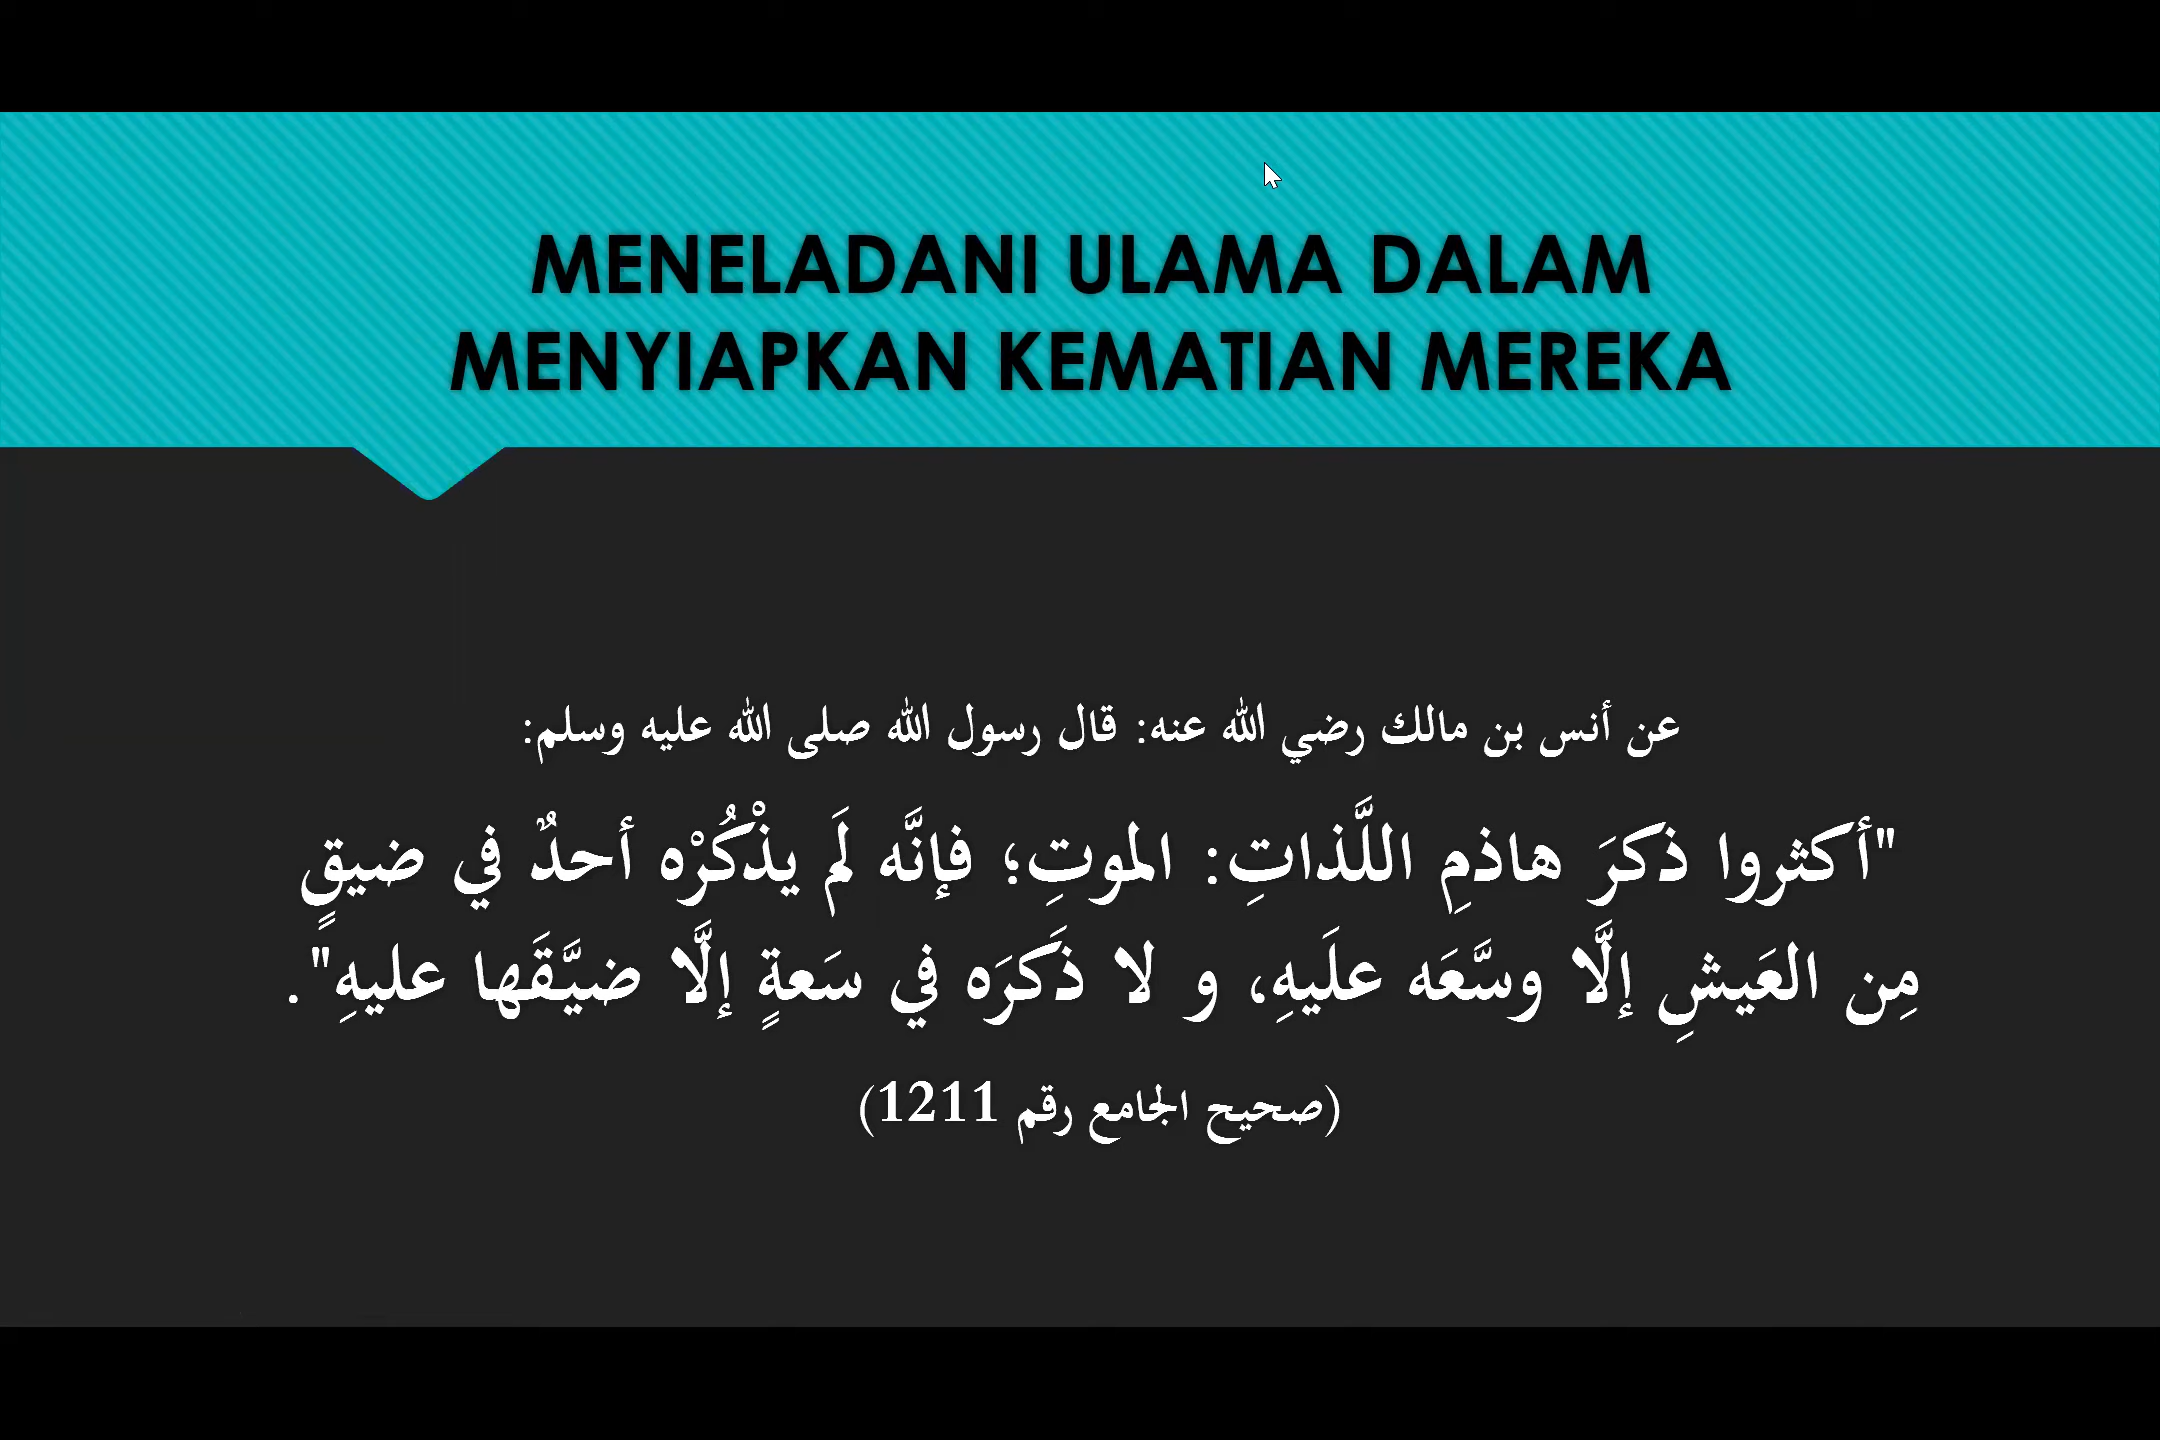 MENELADANI ULAMA DALAM
MENYIAPKAN KEMATIAN MEREKA
عن أنس بن مالك رضي الله عنه: قال رسول الله صلى الله عليه وسلم:
"أكثروا ذكرَ هاذمِ اللَّذاتِ: الموتِ؛ فإنَّه لَم يذْكُرْه أحدٌ في ضيقٍ
مِن العَيشِ إلَّا وسَّعَه علَيهِ، و لا ذَكرَه في سَعةٍ إلَّا ضيَّقَها عليهِ".
(صحيح الجامع رقم 1211)